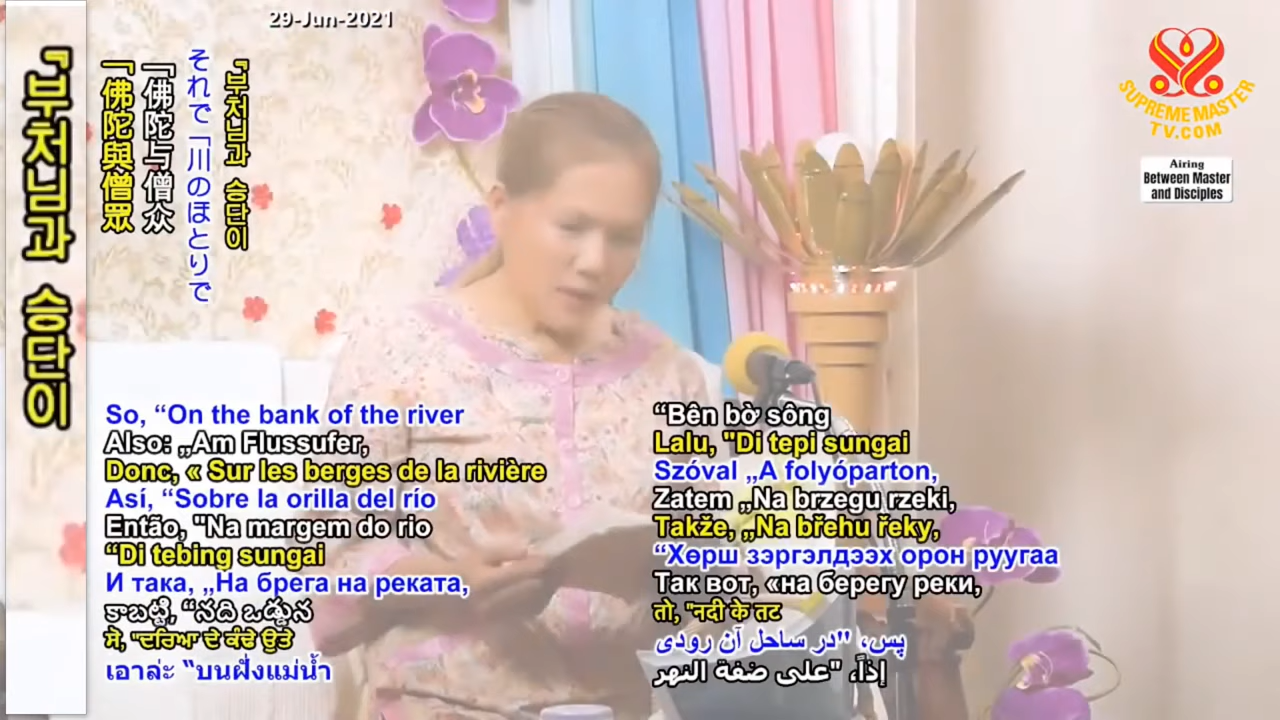 29-Jun-2021
『부처님과 승단이
「佛陀與僧眾
「佛陀与僧众
それで「川のほとりで
『부처님과 승단이
SUPREME MASTER
TV.COM
Airing
Between Master
and Disciples
So, “On the bank of the river
Also: „Am Flussufer,
Donc, « Sur les berges de la rivière
Así, “Sobre la orilla del río
Então, "Na margem do rio
“Di tebing sungai
И така, „На брега на реката,
కాబట్టి, “నది ఒడ్డున
ਸੋ, "ਦਰਿਆ ਦੇ ਕੰਢੇ ਉਤੇ
เอาล่ะ “บนฝั่งแม่น้ำ
“Bên bờ sông
Lalu, "Di tepi sungai
Szóval „A folyóparton,
Zatem „Na brzegu rzeki,
Takže, „Na břehu řeky,
“Хөрш зэргэлдээх орон руугаа
Так вот, «на берегу реки,
तो, "नदी के तट
پس، "در ساحل آن رودی
إذاً، "على ضفة النهر